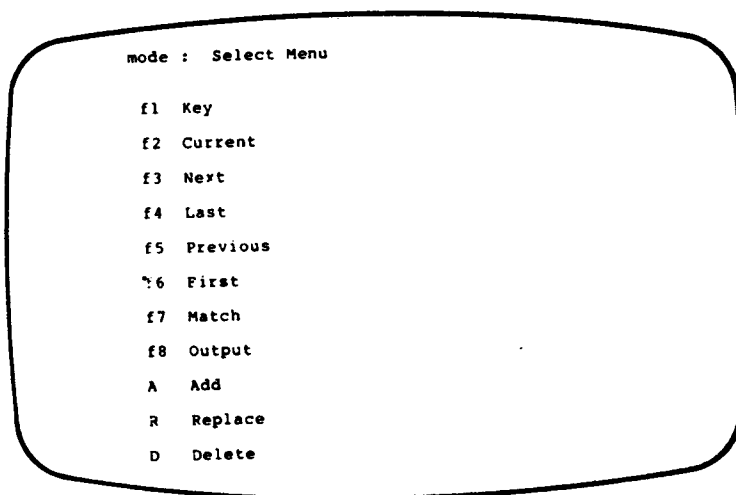 mode : Select Menu
f1 Key
f2 Current
f3 Next
f4 Last
f5 Previous
f6 First
f7 Match
f8 Output
A Add
R Replace
D Delete